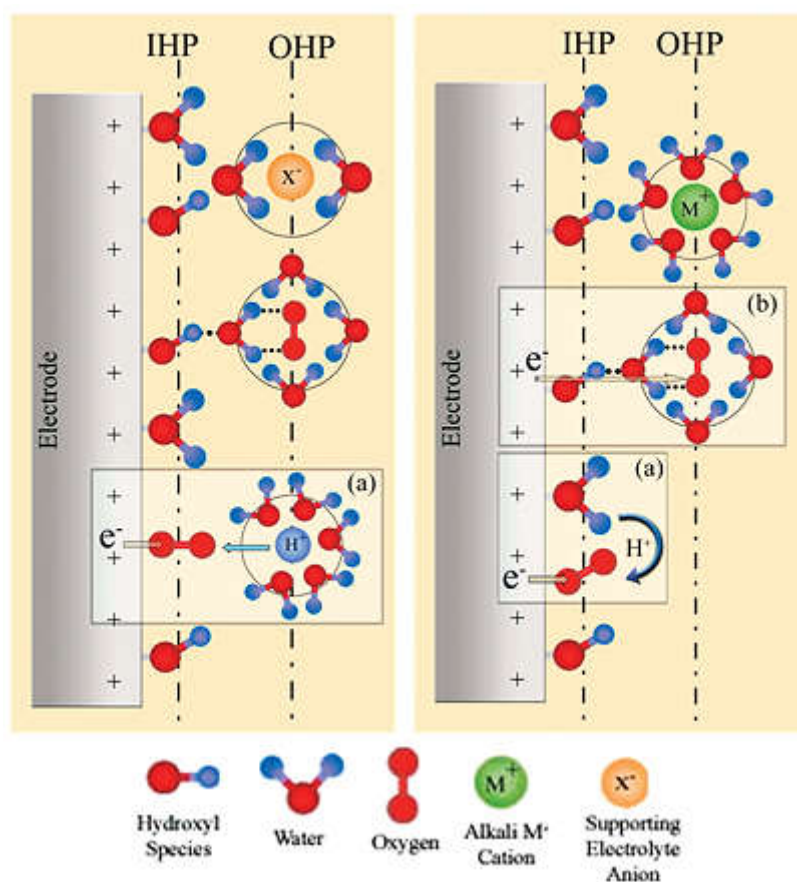 IHP OHP
Electrode
+
+
+
+
+
+
+
+
+
+
X⁻
(a)
e⁻
H⁺
IHP OHP
Electrode
+
+
+
+
+
+
+
+
+
+
M⁺
(b)
e⁻
(a)
H⁺
e⁻
Hydroxyl
Species
Water
Oxygen
M⁺
Alkali M⁺
Cation
X⁻
Supporting
Electrolyte
Anion